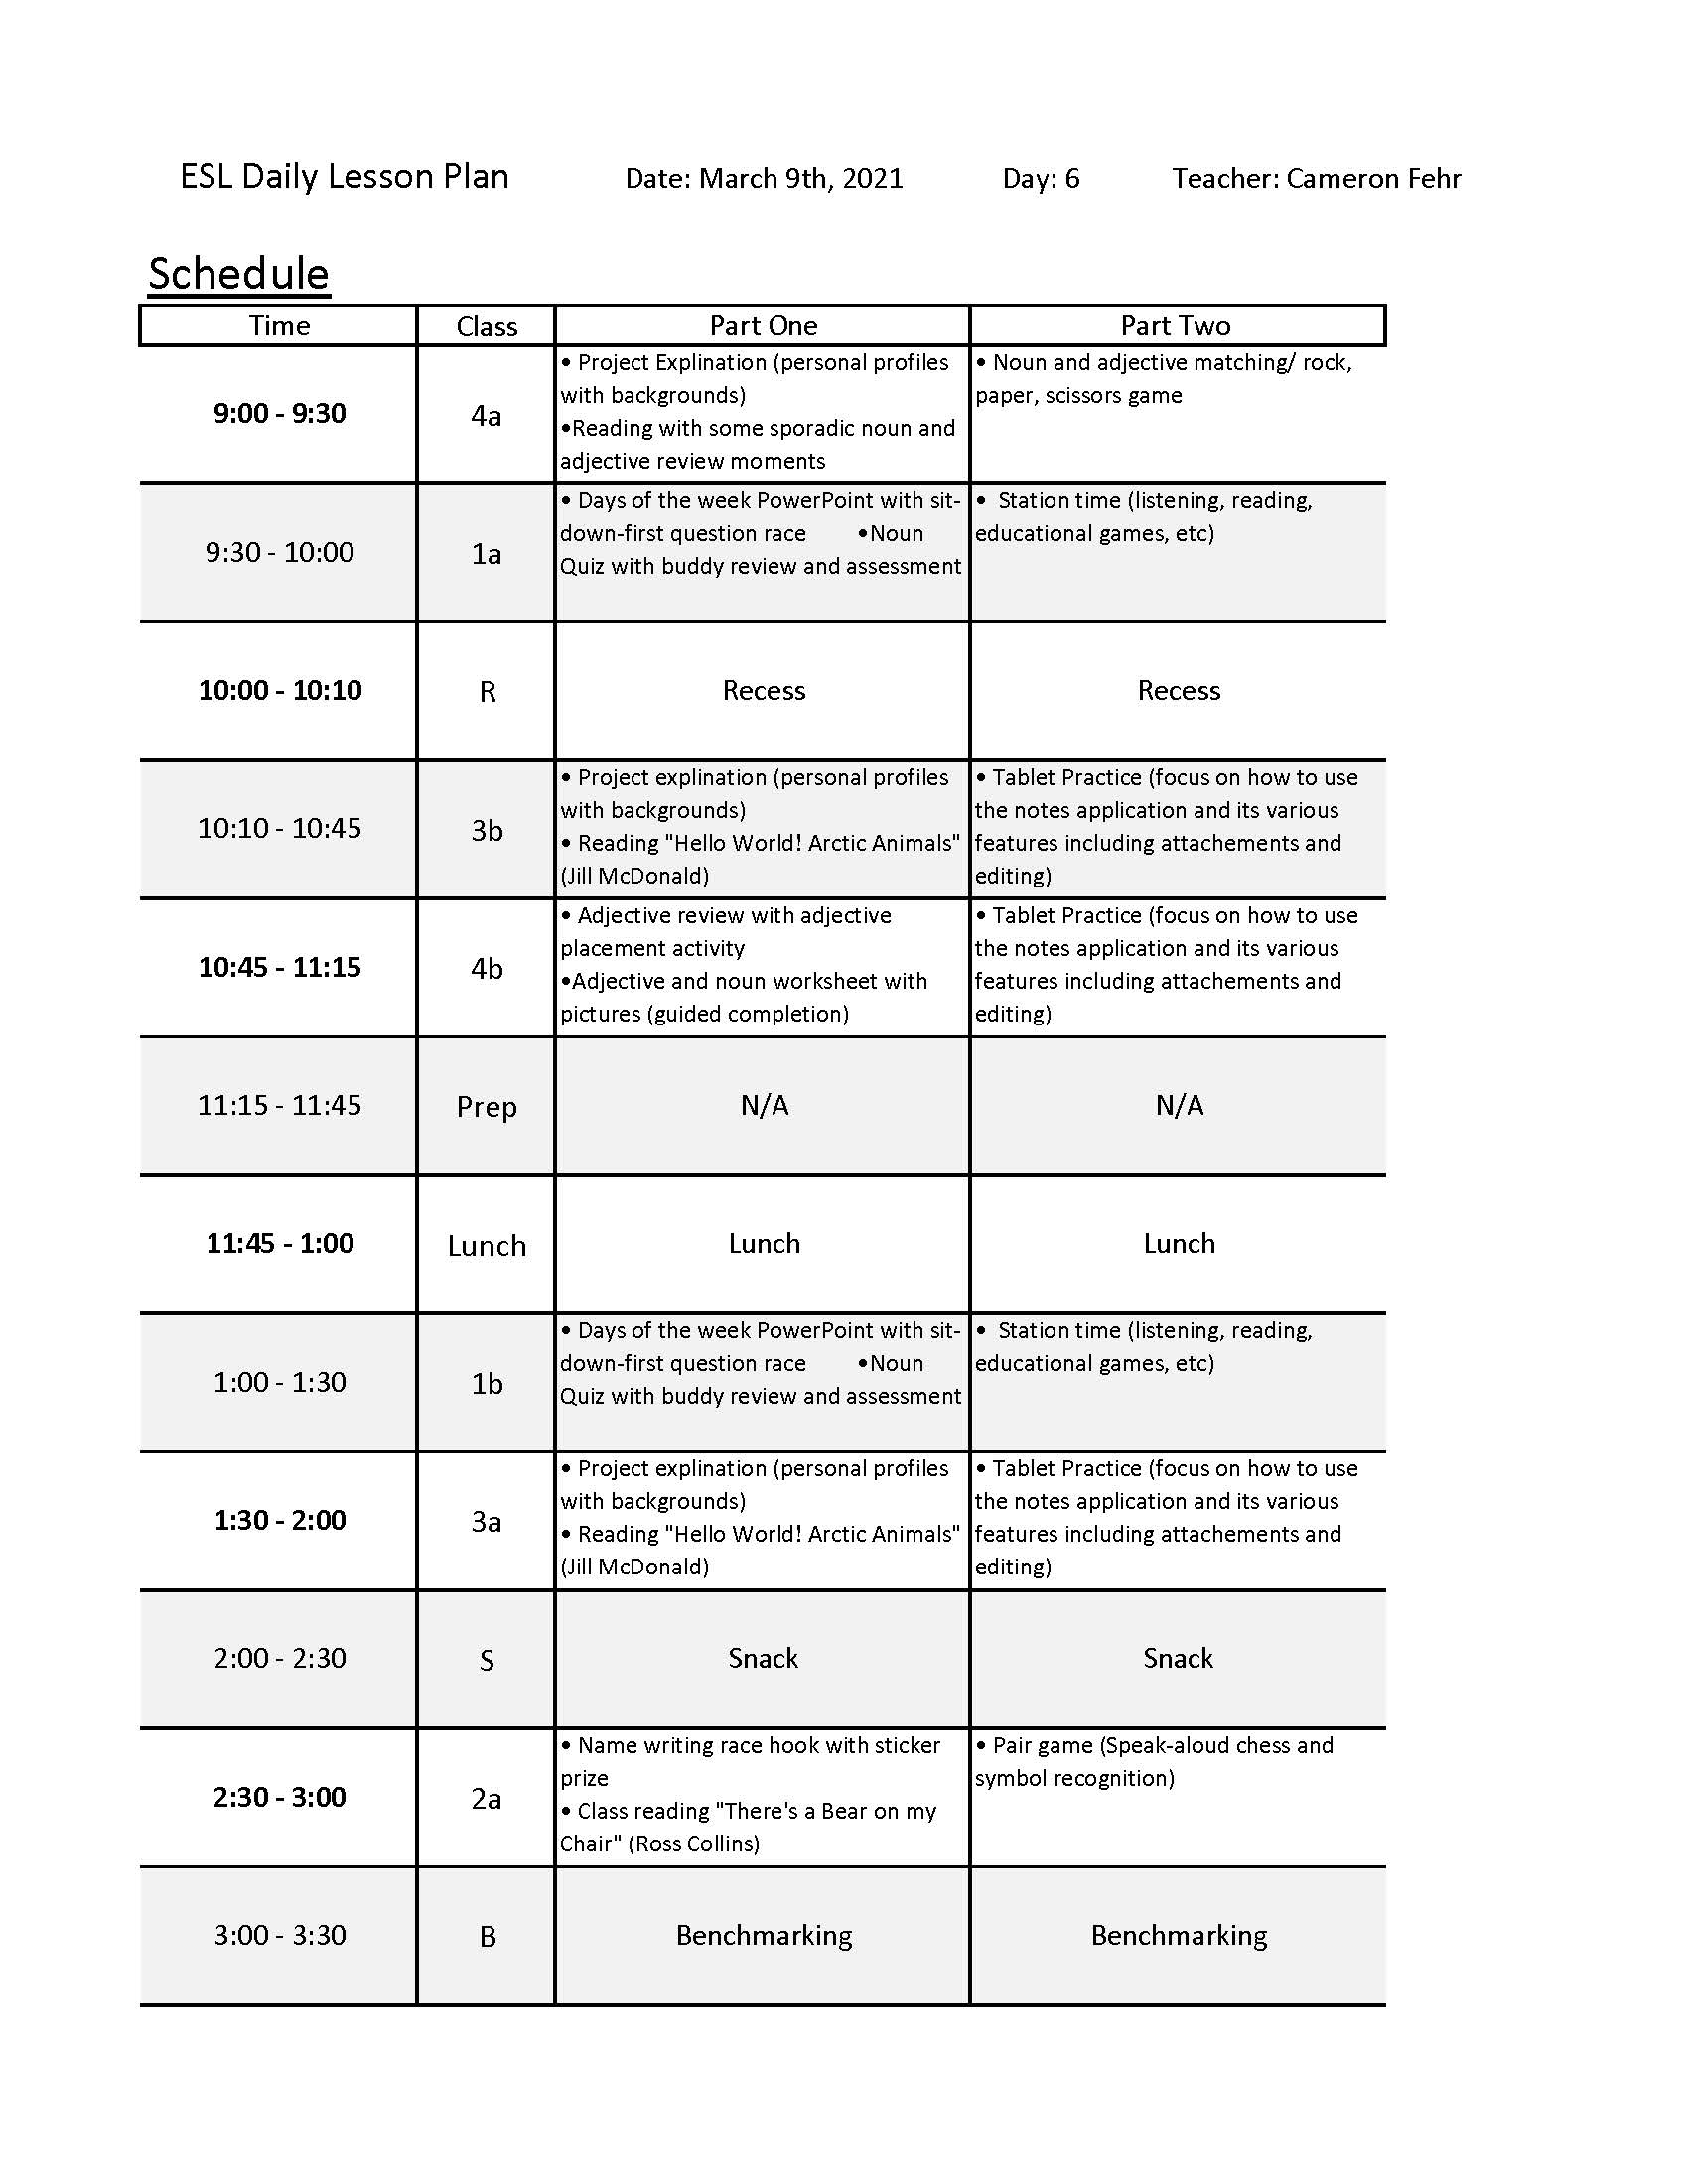 ESL Daily Lesson Plan Date: March 9th, 2021 Day: 6 Teacher: Cameron Fehr
Schedule
Time Class Part One Part Two
9:00 - 9:30
4a
• Project Explination (personal profiles
with backgrounds)
•Reading with some sporadic noun and
adjective review moments
• Noun and adjective matching/ rock,
paper, scissors game
9:30 - 10:00
1a
• Days of the week PowerPoint with sit-
down-first question race •Noun
Quiz with buddy review and assessment
• Station time (listening, reading,
educational games, etc)
10:00 - 10:10
R
Recess
Recess
10:10 - 10:45
3b
• Project explination (personal profiles
with backgrounds)
• Reading "Hello World! Arctic Animals"
(Jill McDonald)
• Tablet Practice (focus on how to use
the notes application and its various
features including attachements and
editing)
10:45 - 11:15
4b
• Adjective review with adjective
placement activity
•Adjective and noun worksheet with
pictures (guided completion)
• Tablet Practice (focus on how to use
the notes application and its various
features including attachements and
editing)
11:15 - 11:45
Prep
N/A
N/A
11:45 - 1:00
Lunch
Lunch
Lunch
1:00 - 1:30
1b
• Days of the week PowerPoint with sit-
down-first question race •Noun
Quiz with buddy review and assessment
• Station time (listening, reading,
educational games, etc)
1:30 - 2:00
3a
• Project explination (personal profiles
with backgrounds)
• Reading "Hello World! Arctic Animals"
(Jill McDonald)
• Tablet Practice (focus on how to use
the notes application and its various
features including attachements and
editing)
2:00 - 2:30
S
Snack
Snack
2:30 - 3:00
2a
• Name writing race hook with sticker
prize
• Class reading "There's a Bear on my
Chair" (Ross Collins)
• Pair game (Speak-aloud chess and
symbol recognition)
3:00 - 3:30
B
Benchmarking
Benchmarking